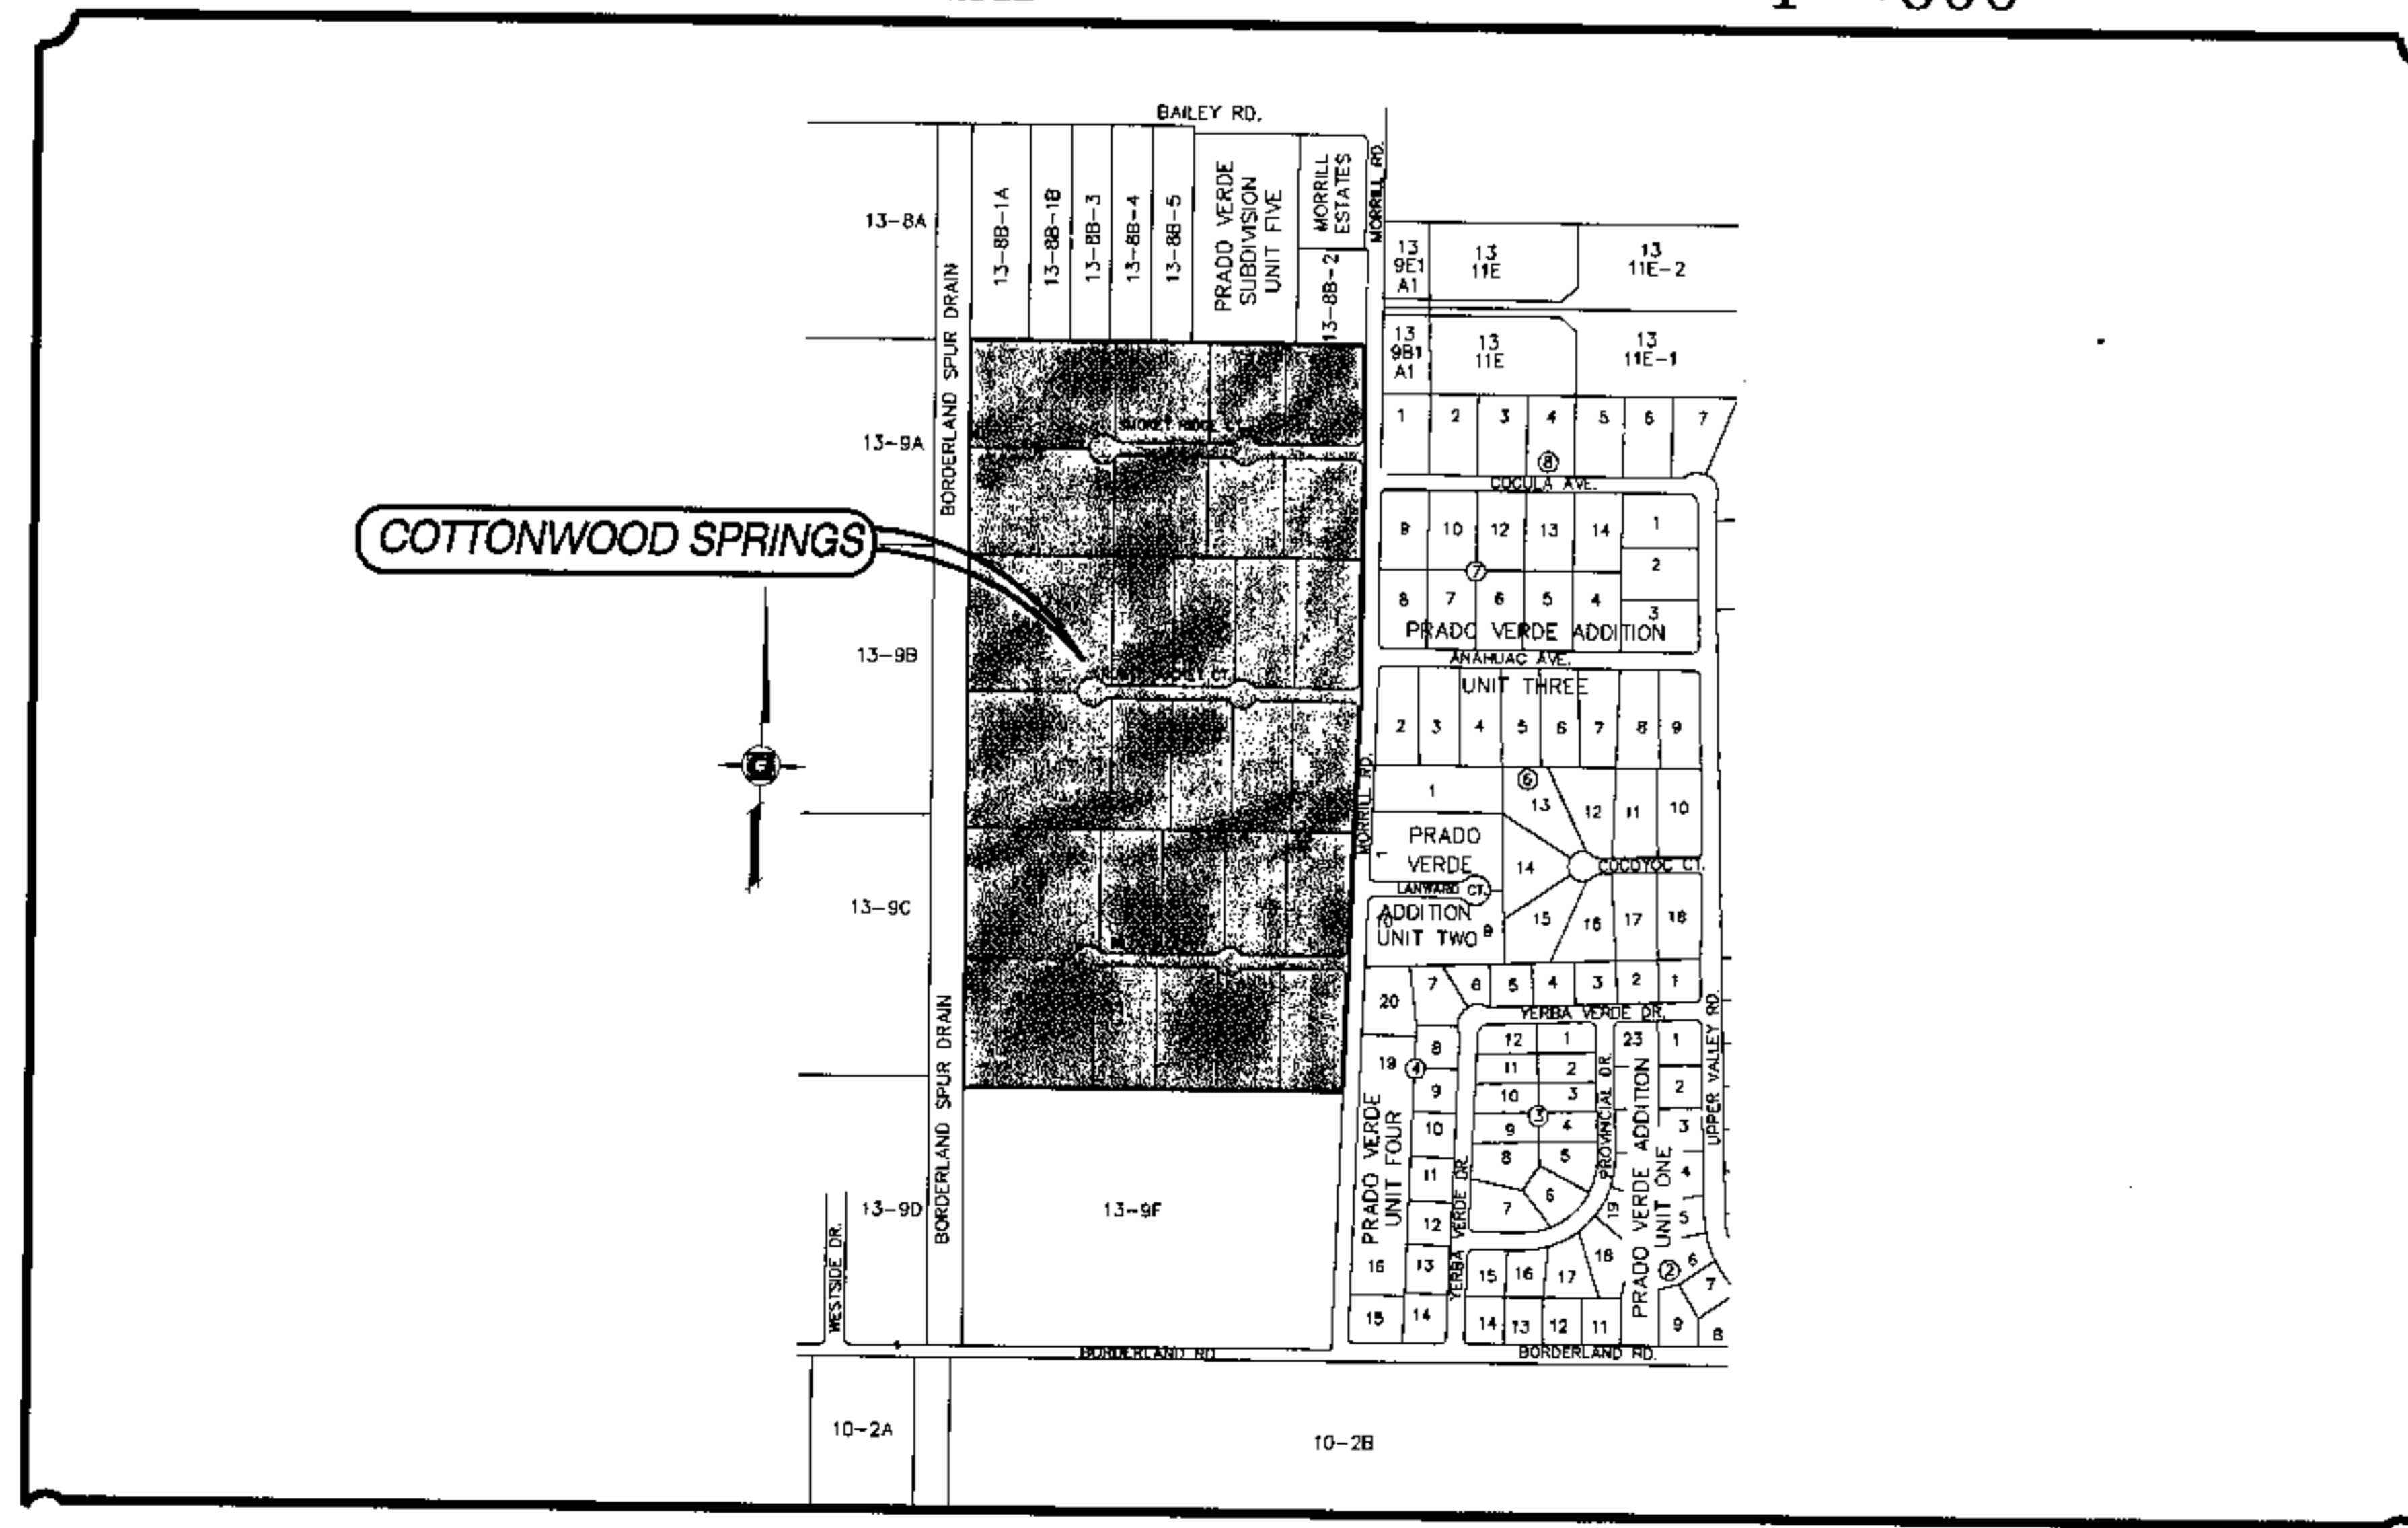 BAILEY RD.
13-8A
13-8B-1A
13-8B-1B
13-8B-3
13-8B-4
13-8B-5
PRADO VERDE
SUBDIVISION
UNIT FIVE
MORRILL
ESTATES
13-8B-2
MORRILL RD.
13
9E1
A1
13
11E
13
11E-2
13
9B1
A1
13
11E
13
11E-1
BORDERLAND SPUR DRAIN
13-9A
SMOKEY RIDGE CT.
1
2
3
4
5
6
7
8
COCULA AVE.
COTTONWOOD SPRINGS
9
10
12
13
14
1
7
2
8
7
6
5
4
3
PRADO VERDE ADDITION
13-9B
ANAHUAC AVE.
UNIT THREE
2
3
4
5
6
7
8
9
G
MORRILL RD.
6
1
13
12
11
10
PRADO
VERDE
1
14
COCOYOC CT.
LANWARD CT.
13-9C
ADDITION
10
UNIT TWO
9
15
16
17
18
20
7
6
5
4
3
2
1
YERBA VERDE DR.
BORDERLAND SPUR DRAIN
UPPER VALLEY RD.
19
8
4
9
10
11
12
13
14
12
1
11
2
10
3
3
9
4
8
5
7
6
PROVINCIAL DR.
23
1
2
3
4
5
6
7
8
9
2
PRADO VERDE ADDITION
UNIT ONE
PRADO VERDE
UNIT FOUR
YERBA VERDE DR.
19
18
13-9D
13-9F
WESTSIDE DR.
16
15
15
16
17
14
13
12
11
BORDERLAND RD.
BORDERLAND RD.
10-2A
10-2B